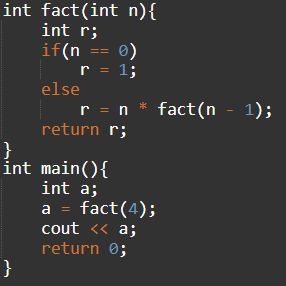 int fact(int n){
    int r;
    if(n == 0)
        r = 1;
    else
        r = n * fact(n - 1);
    return r;
}
int main(){
    int a;
    a = fact(4);
    cout << a;
    return 0;
}